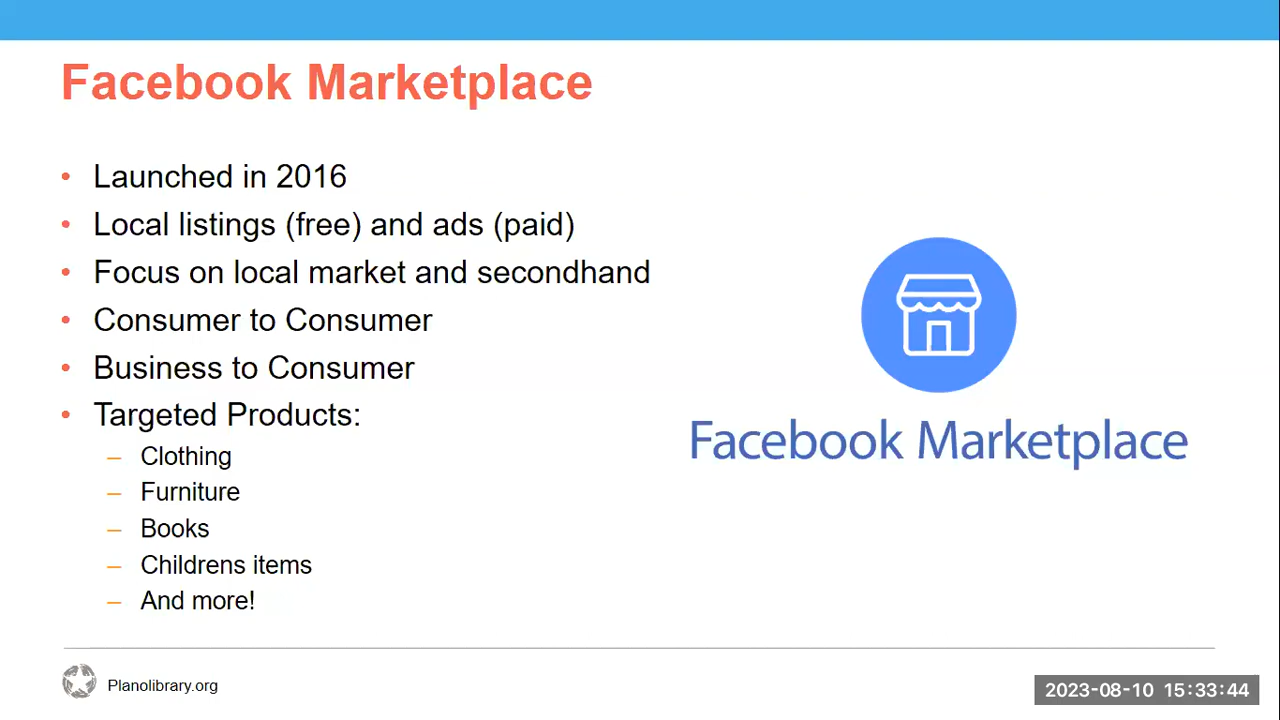 Facebook Marketplace
• Launched in 2016
• Local listings (free) and ads (paid)
• Focus on local market and secondhand
• Consumer to Consumer
• Business to Consumer
• Targeted Products:
– Clothing
– Furniture
– Books
– Childrens items
– And more!
Facebook Marketplace
Planolibrary.org
2023-08-10 15:33:44